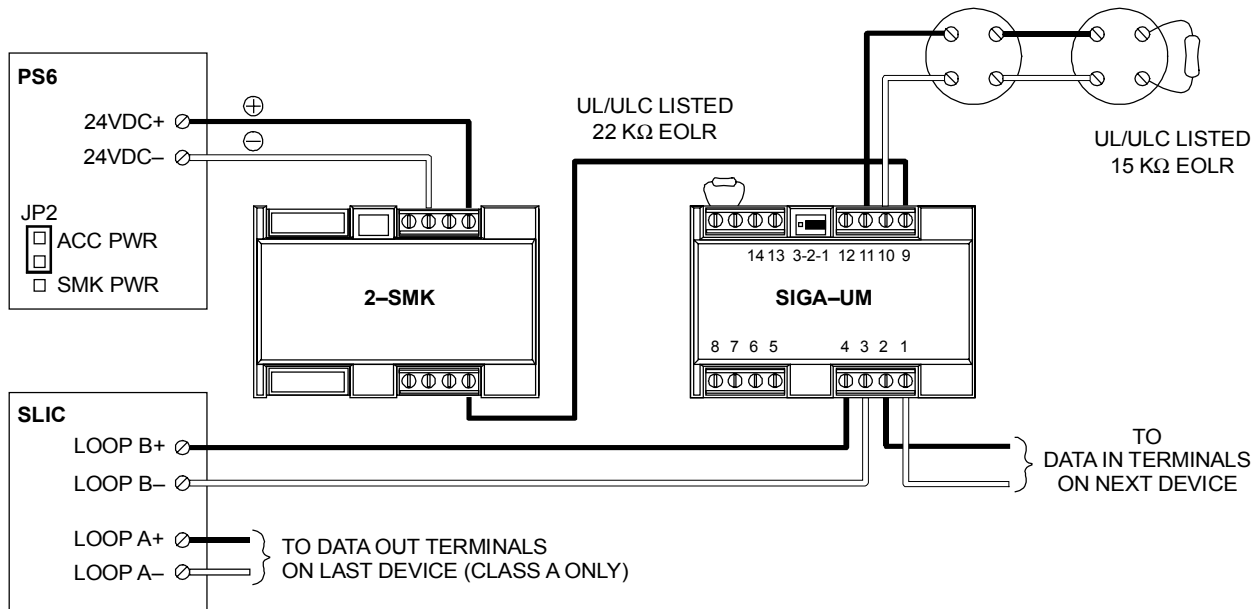 PS6
24VDC+
24VDC–
+
–
JP2
ACC PWR
SMK PWR
UL/ULC LISTED
22 KΩ EOLR
UL/ULC LISTED
15 KΩ EOLR
2–SMK
14 13 3-2-1 12 11 10 9
SIGA–UM
8 7 6 5 4 3 2 1
SLIC
LOOP B+
LOOP B–
LOOP A+
LOOP A–
TO DATA OUT TERMINALS
ON LAST DEVICE (CLASS A ONLY)
TO
DATA IN TERMINALS
ON NEXT DEVICE